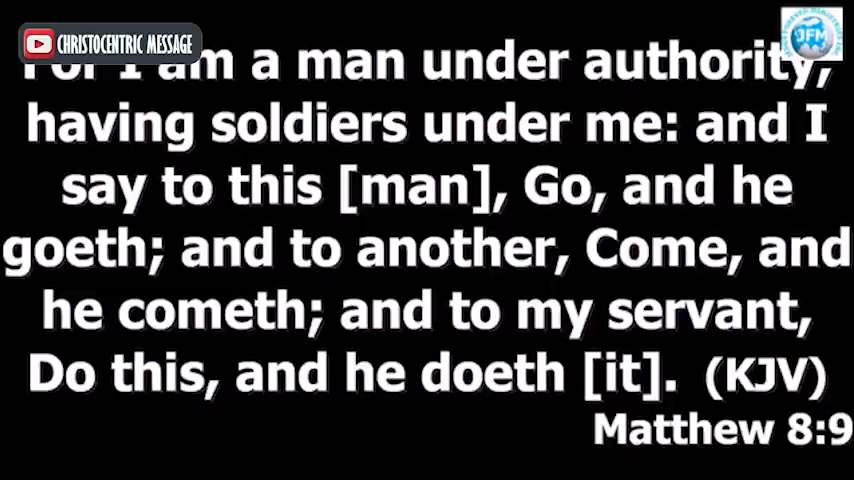 CHRISTOCENTRIC MESSAGE
JFM
For I am a man under authority,
having soldiers under me: and I
say to this [man], Go, and he
goeth; and to another, Come, and
he cometh; and to my servant,
Do this, and he doeth [it]. (KJV)
Matthew 8:9